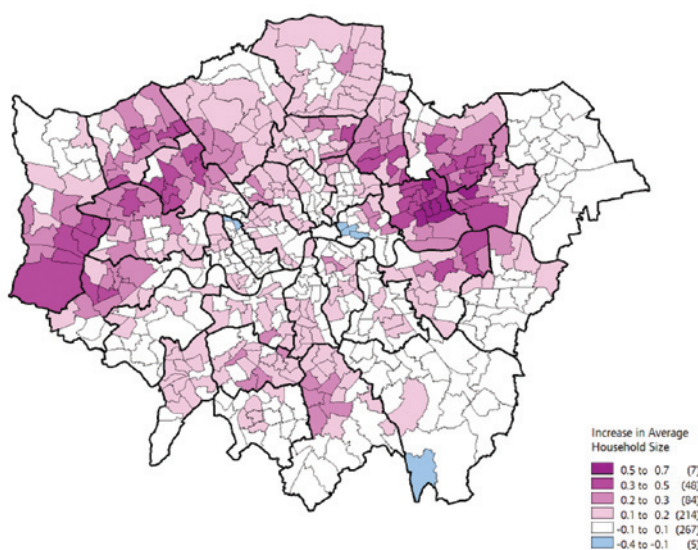 Increase in Average
Household Size
0.5 to 0.7 (7)
0.3 to 0.5 (48)
0.2 to 0.3 (84)
0.1 to 0.2 (214)
-0.1 to 0.1 (267)
-0.4 to -0.1 (5)